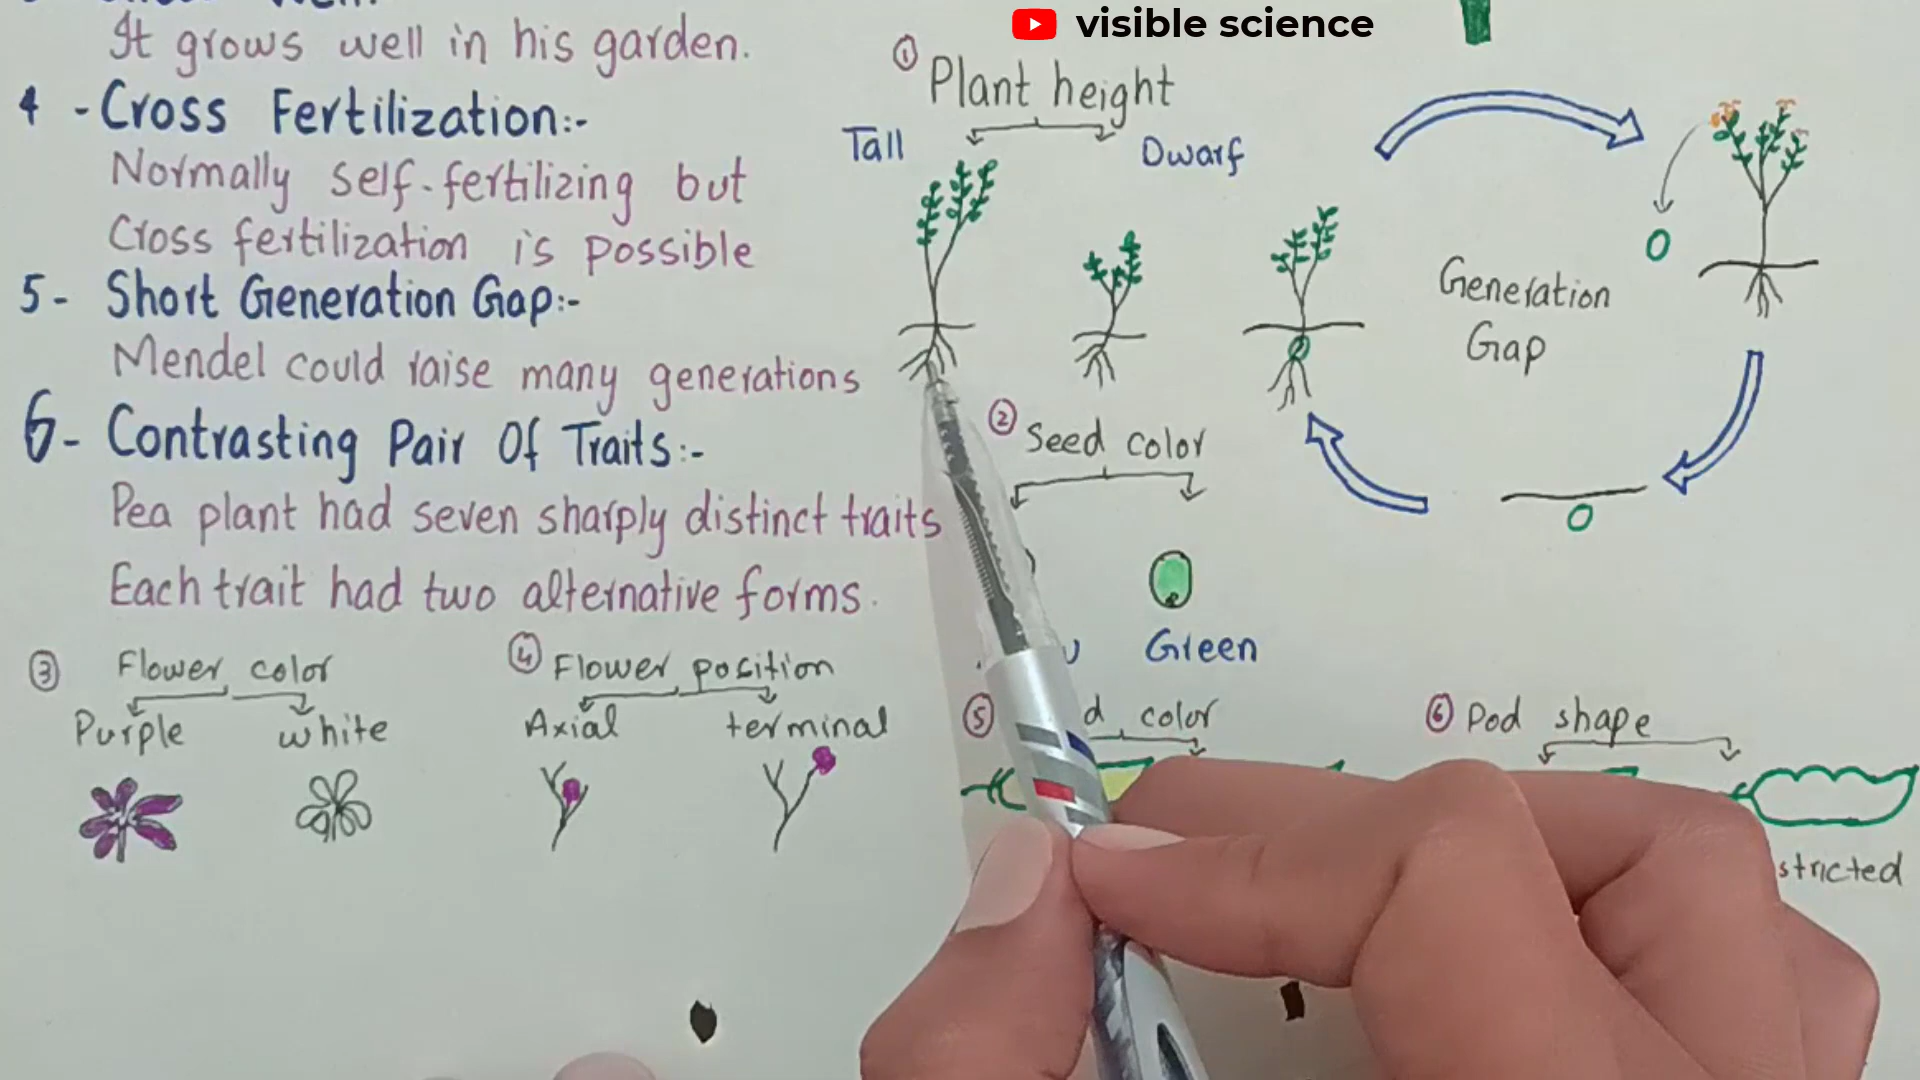 visible science
It grows well in his garden.
4 - Cross Fertilization:-
Normally self-fertilizing but
Cross fertilization is possible
5- Short Generation Gap:-
Mendel could raise many generations
6- Contrasting Pair Of Traits:-
Pea plant had seven sharply distinct traits
Each trait had two alternative forms.
① Plant height
Tall
Dwarf
Generation
Gap
② Seed color
Green
③ Flower color
Purple
white
④ Flower position
Axial
terminal
⑤
color
⑥ Pod shape